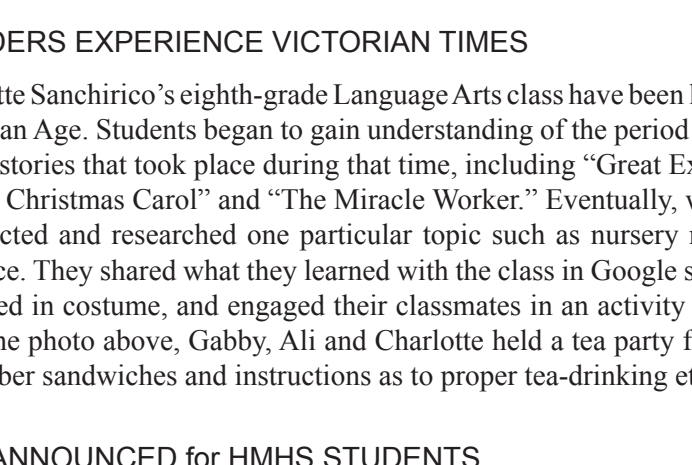 DERS EXPERIENCE VICTORIAN TIMES
tte Sanchirico’s eighth-grade Language Arts class have been
an Age. Students began to gain understanding of the period
stories that took place during that time, including “Great Ex
Christmas Carol” and “The Miracle Worker.” Eventually,
cted and researched one particular topic such as nursery
ce. They shared what they learned with the class in Google s
ed in costume, and engaged their classmates in an activity
he photo above, Gabby, Ali and Charlotte held a tea party f
ber sandwiches and instructions as to proper tea-drinking et
ANNOUNCED for HMHS STUDENTS